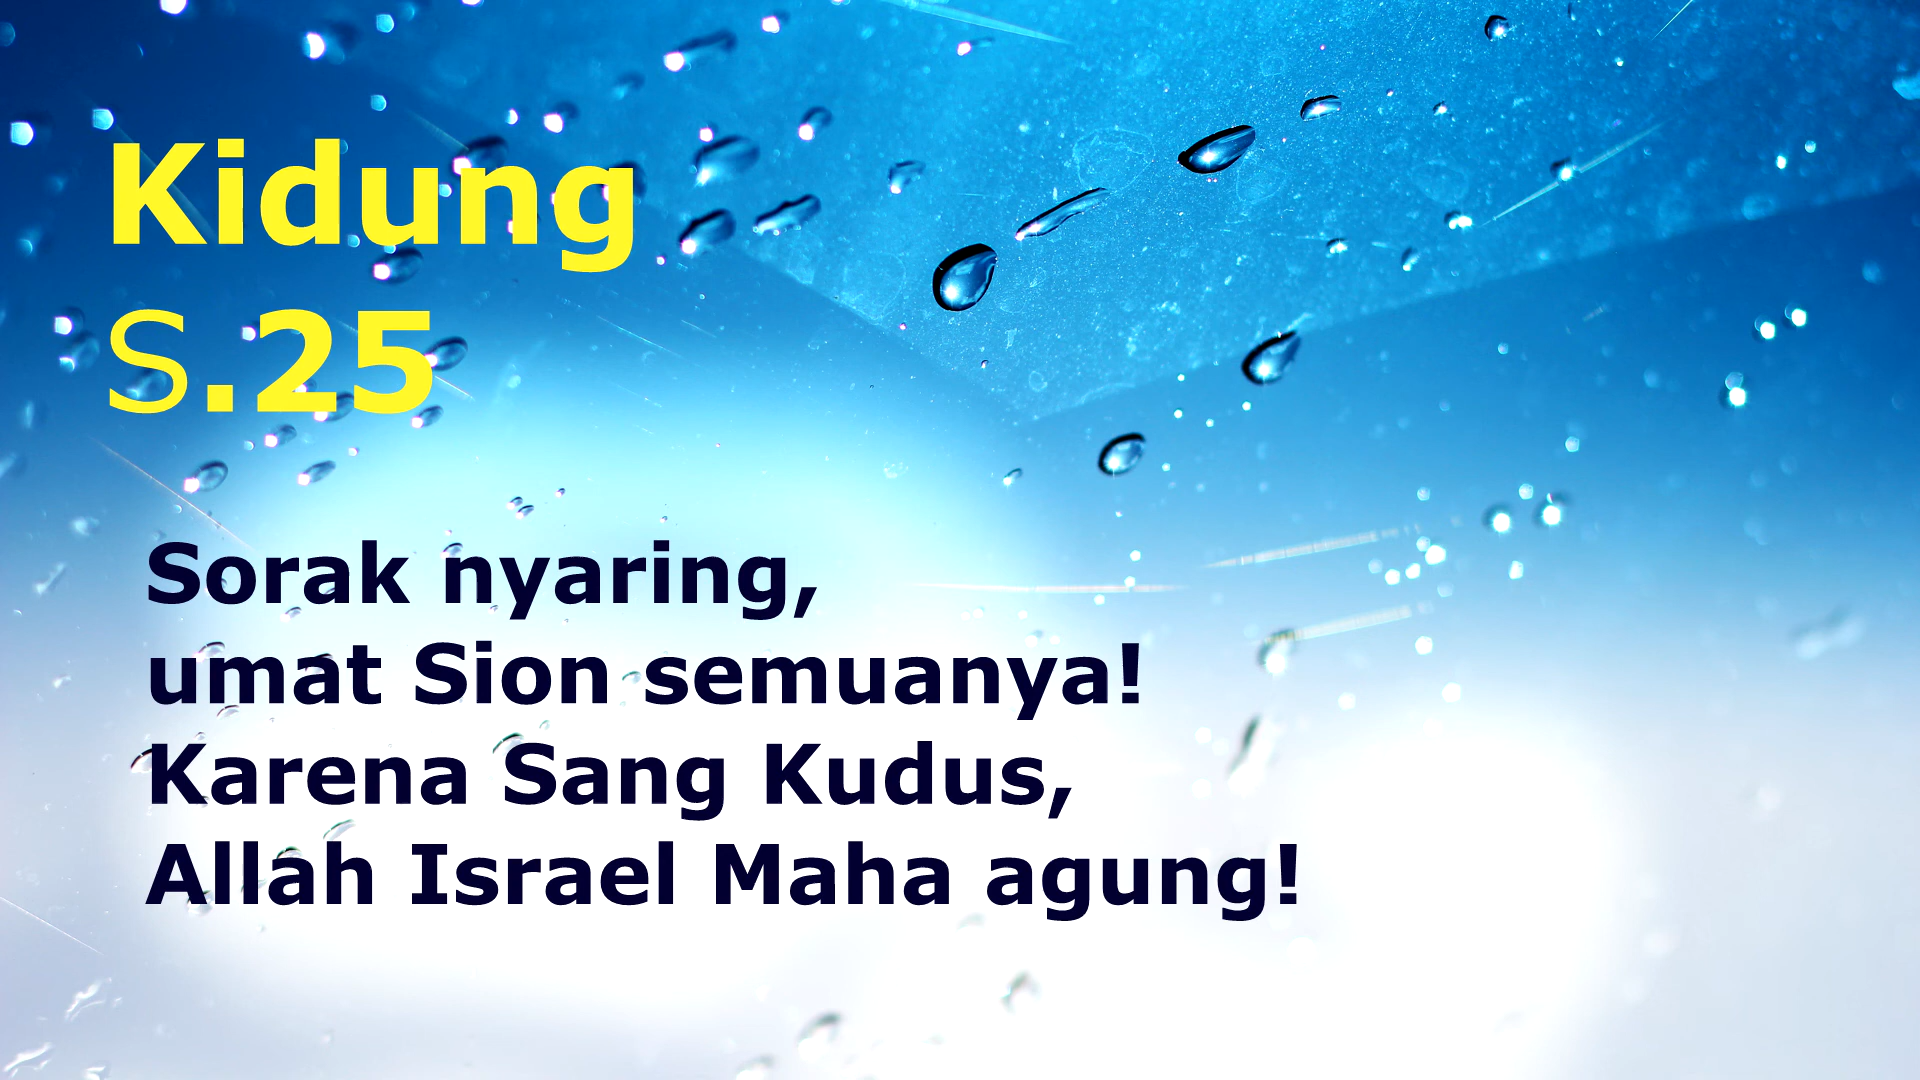 Kidung
S.25
Sorak nyaring,
umat Sion semuanya!
Karena Sang Kudus,
Allah Israel Maha agung!